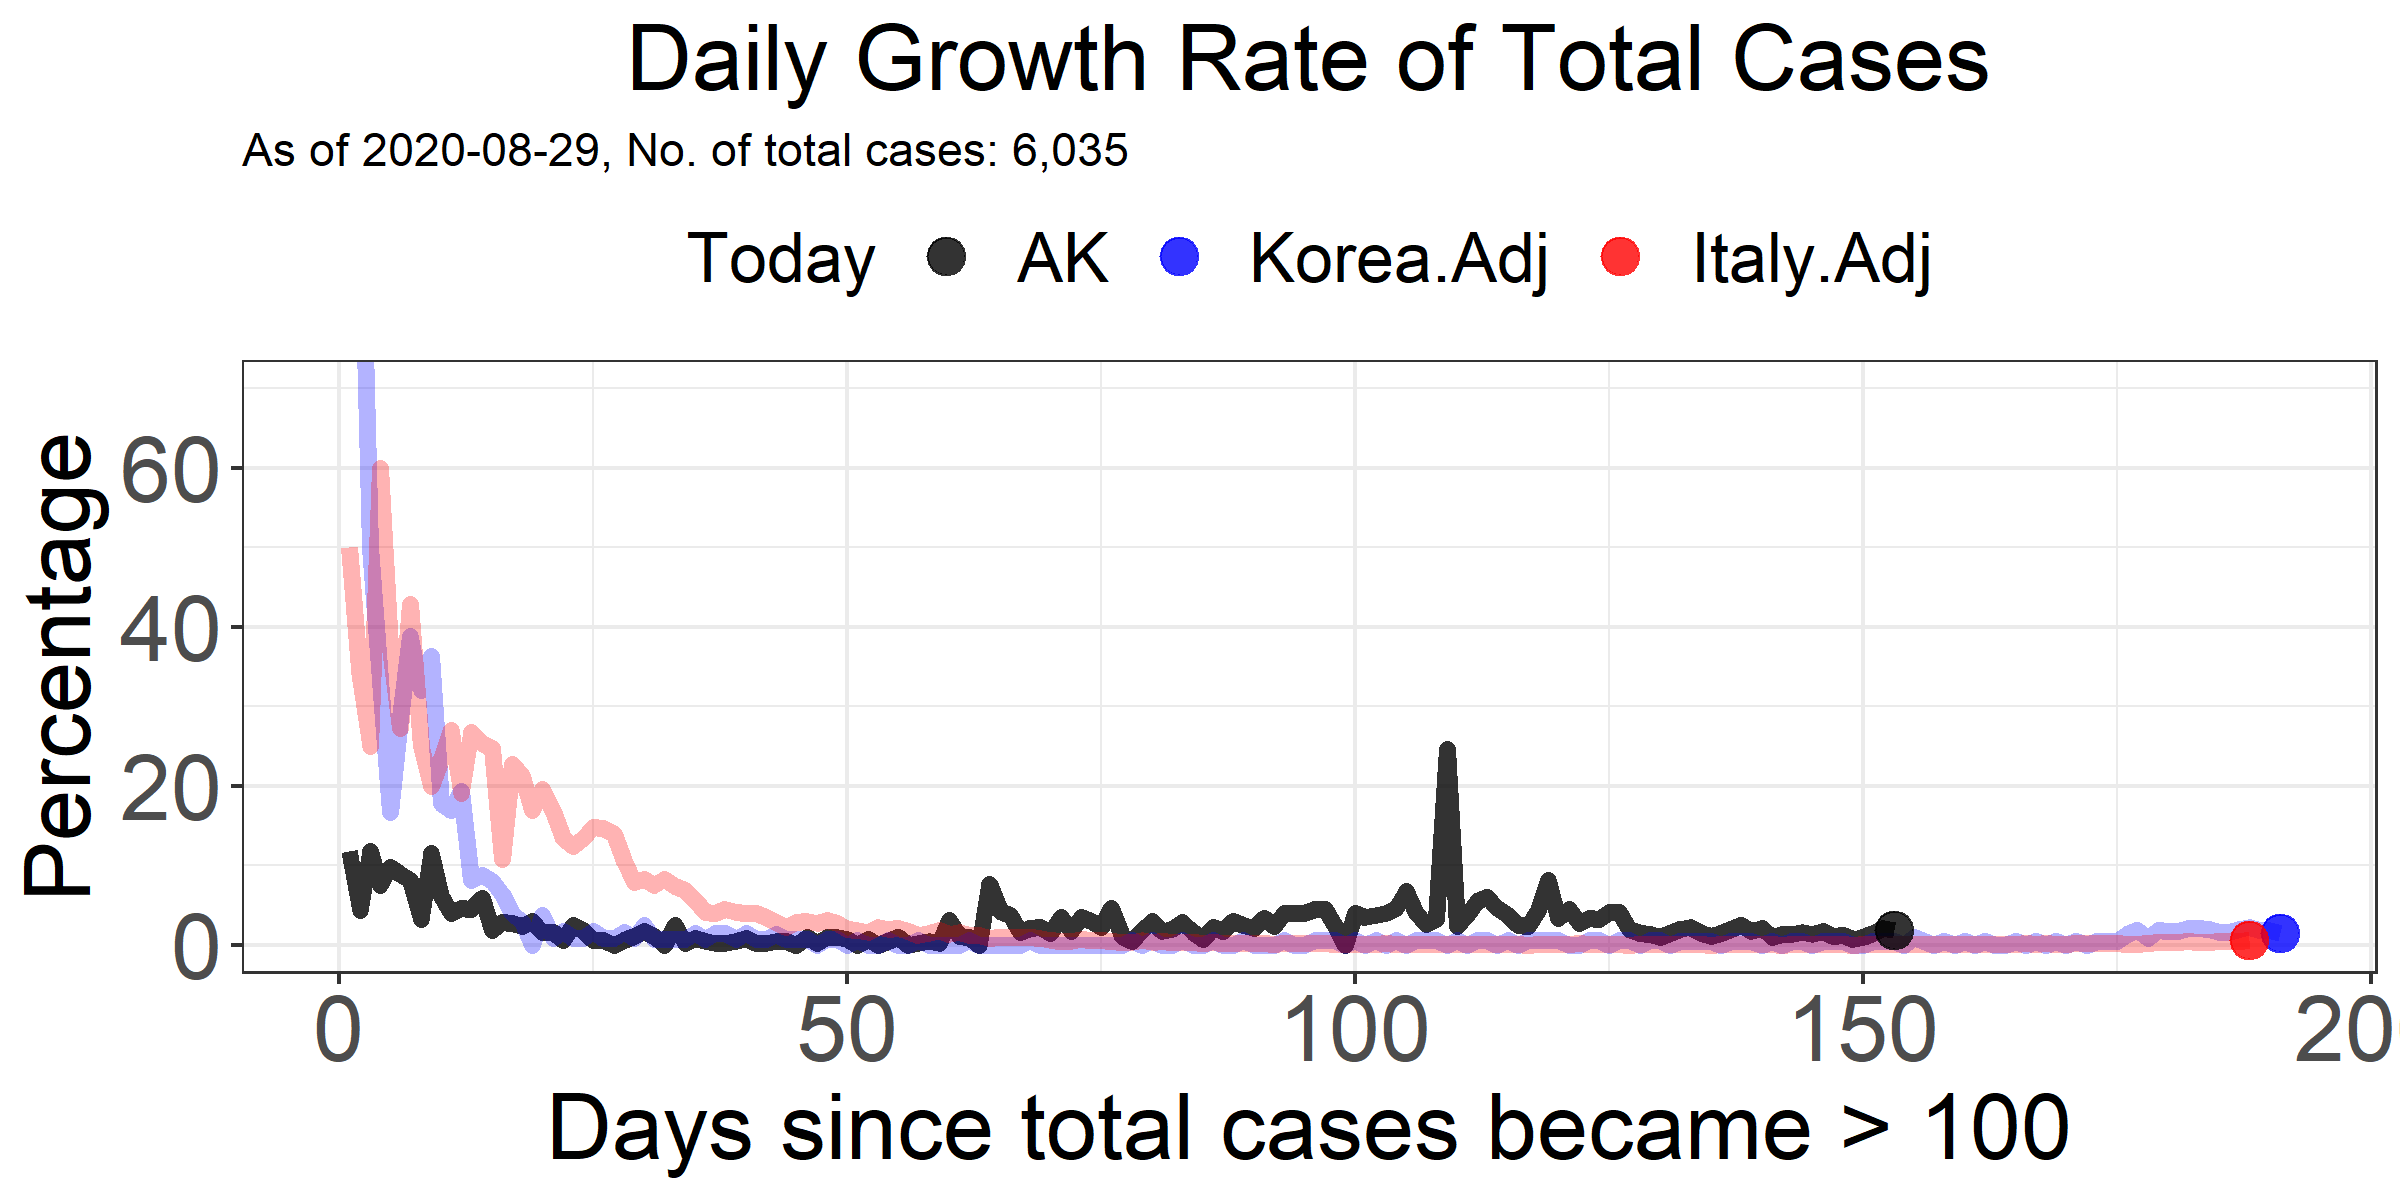 Daily Growth Rate of Total Cases
As of 2020-08-29, No. of total cases: 6,035
Today AK Korea.Adj Italy.Adj
Percentage
60
40
20
0
0 50 100 150 20
Days since total cases became > 100